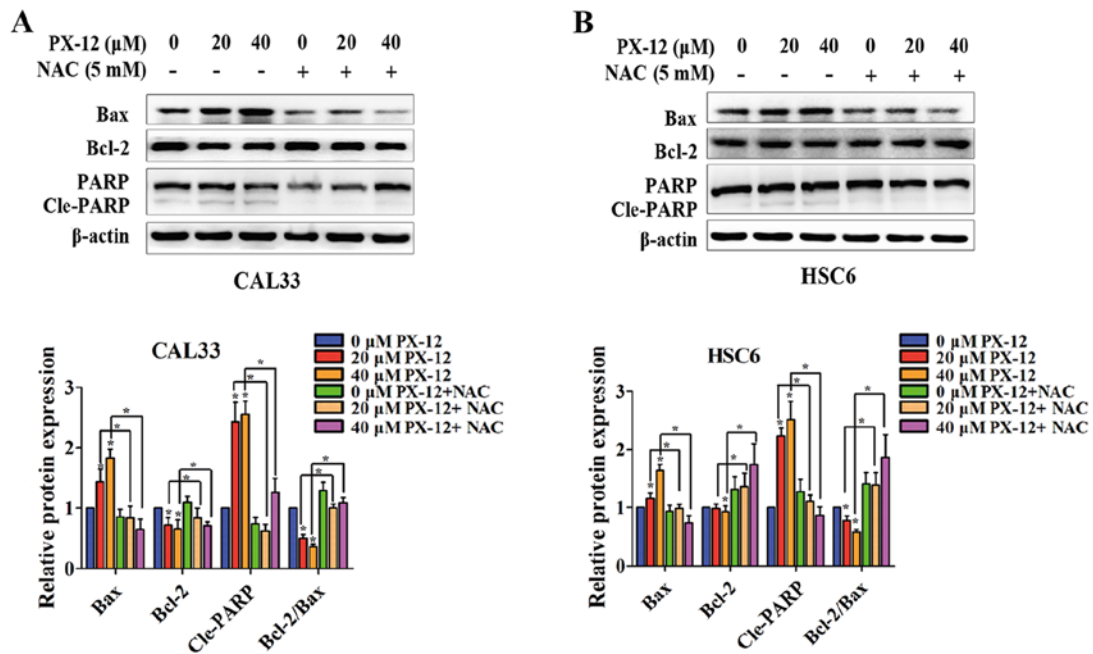 A
PX-12 (μM) 0 20 40 0 20 40
NAC (5 mM) - - - + + +
Bax
Bcl-2
PARP
Cle-PARP
β-actin
CAL33
B
PX-12 (μM) 0 20 40 0 20 40
NAC (5 mM) - - - + + +
Bax
Bcl-2
PARP
Cle-PARP
β-actin
HSC6
CAL33
0 μM PX-12
20 μM PX-12
40 μM PX-12
0 μM PX-12+NAC
20 μM PX-12+ NAC
40 μM PX-12+ NAC
Relative protein expression
3
2
1
0
* * * * * * * * * * * * * * * *
Bax Bcl-2 Cle-PARP Bcl-2/Bax
HSC6
0 μM PX-12
20 μM PX-12
40 μM PX-12
0 μM PX-12+NAC
20 μM PX-12+ NAC
40 μM PX-12+ NAC
Relative protein expression
3
2
1
0
* * * * * * * * * * * * * * *
Bax Bcl-2 Cle-PARP Bcl-2/Bax